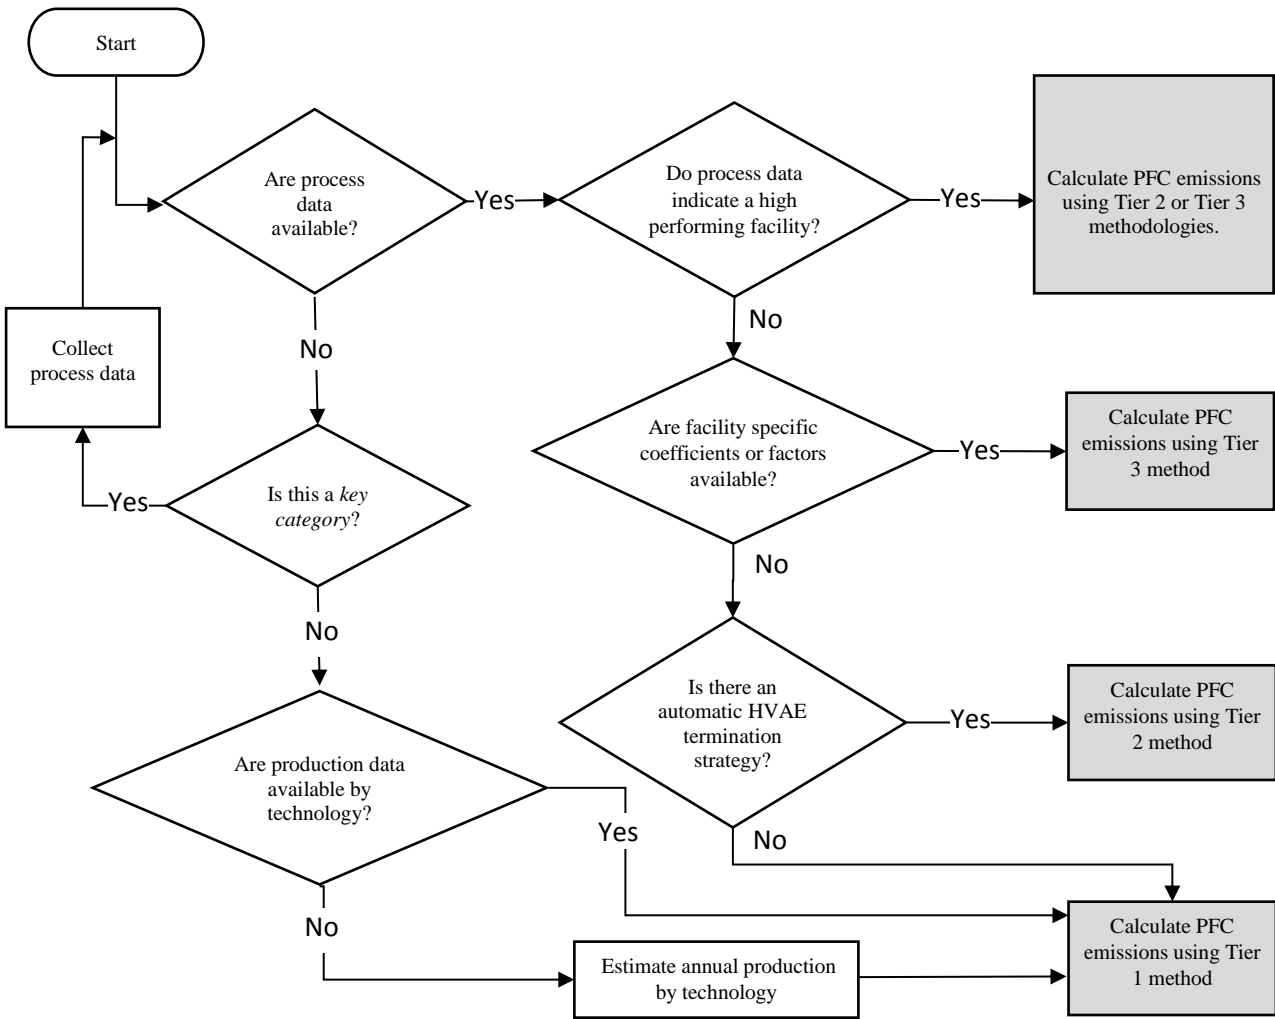 Start
Are process
data
available?
Yes
Do process data
indicate a high
performing facility?
Yes
Calculate PFC emissions
using Tier 2 or Tier 3
methodologies.
No
No
Collect
process data
Are facility specific
coefficients or factors
available?
Yes
Calculate PFC
emissions using Tier
3 method
Yes
Is this a key
category?
No
No
Is there an
automatic HVAE
termination
strategy?
Yes
Calculate PFC
emissions using Tier
2 method
Are production data
available by
technology?
Yes
No
No
Estimate annual production
by technology
Calculate PFC
emissions using Tier
1 method